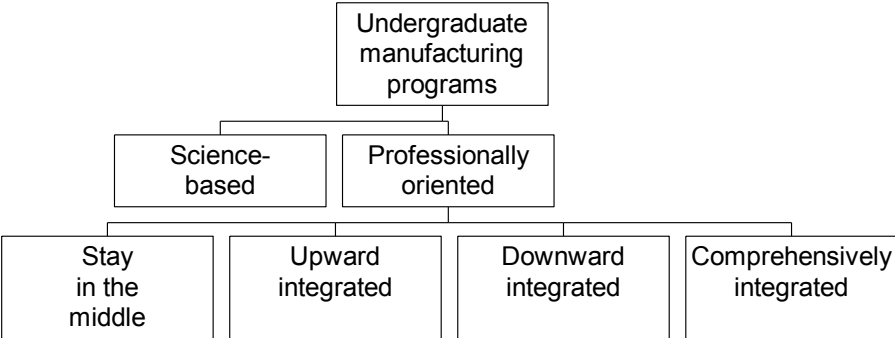 Undergraduate
manufacturing
programs
Science-
based
Professionally
oriented
Stay
in the
middle
Upward
integrated
Downward
integrated
Comprehensively
integrated